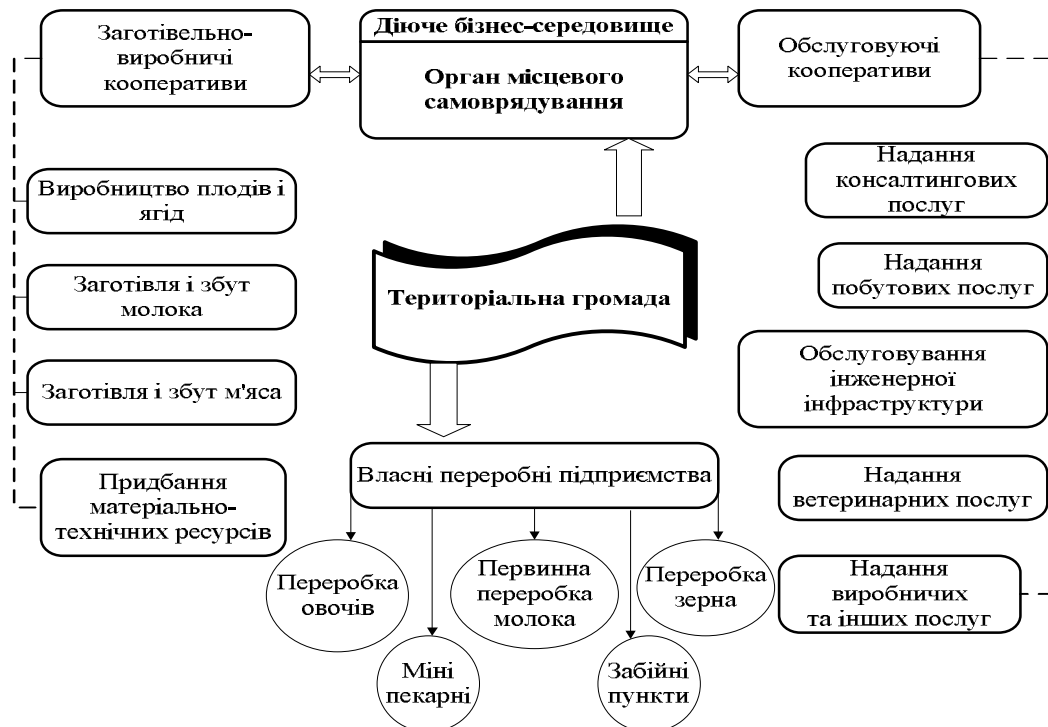 Заготівельно-
виробничі
кооперативи
Діюче бізнес-середовище
Орган місцевого
самоврядування
Обслуговуючі
кооперативи
Виробництво плодів і
ягід
Заготівля і збут
молока
Заготівля і збут м'яса
Придбання
матеріально-
технічних ресурсів
Територіальна громада
Надання
консалтингових
послуг
Надання
побутових послуг
Обслуговування
інженерної
інфраструктури
Надання
ветеринарних послуг
Надання
виробничих
та інших послуг
Власні переробні підприємства
Переробка
овочів
Міні
пекарні
Первинна
переробка
молока
Забійні
пункти
Переробка
зерна